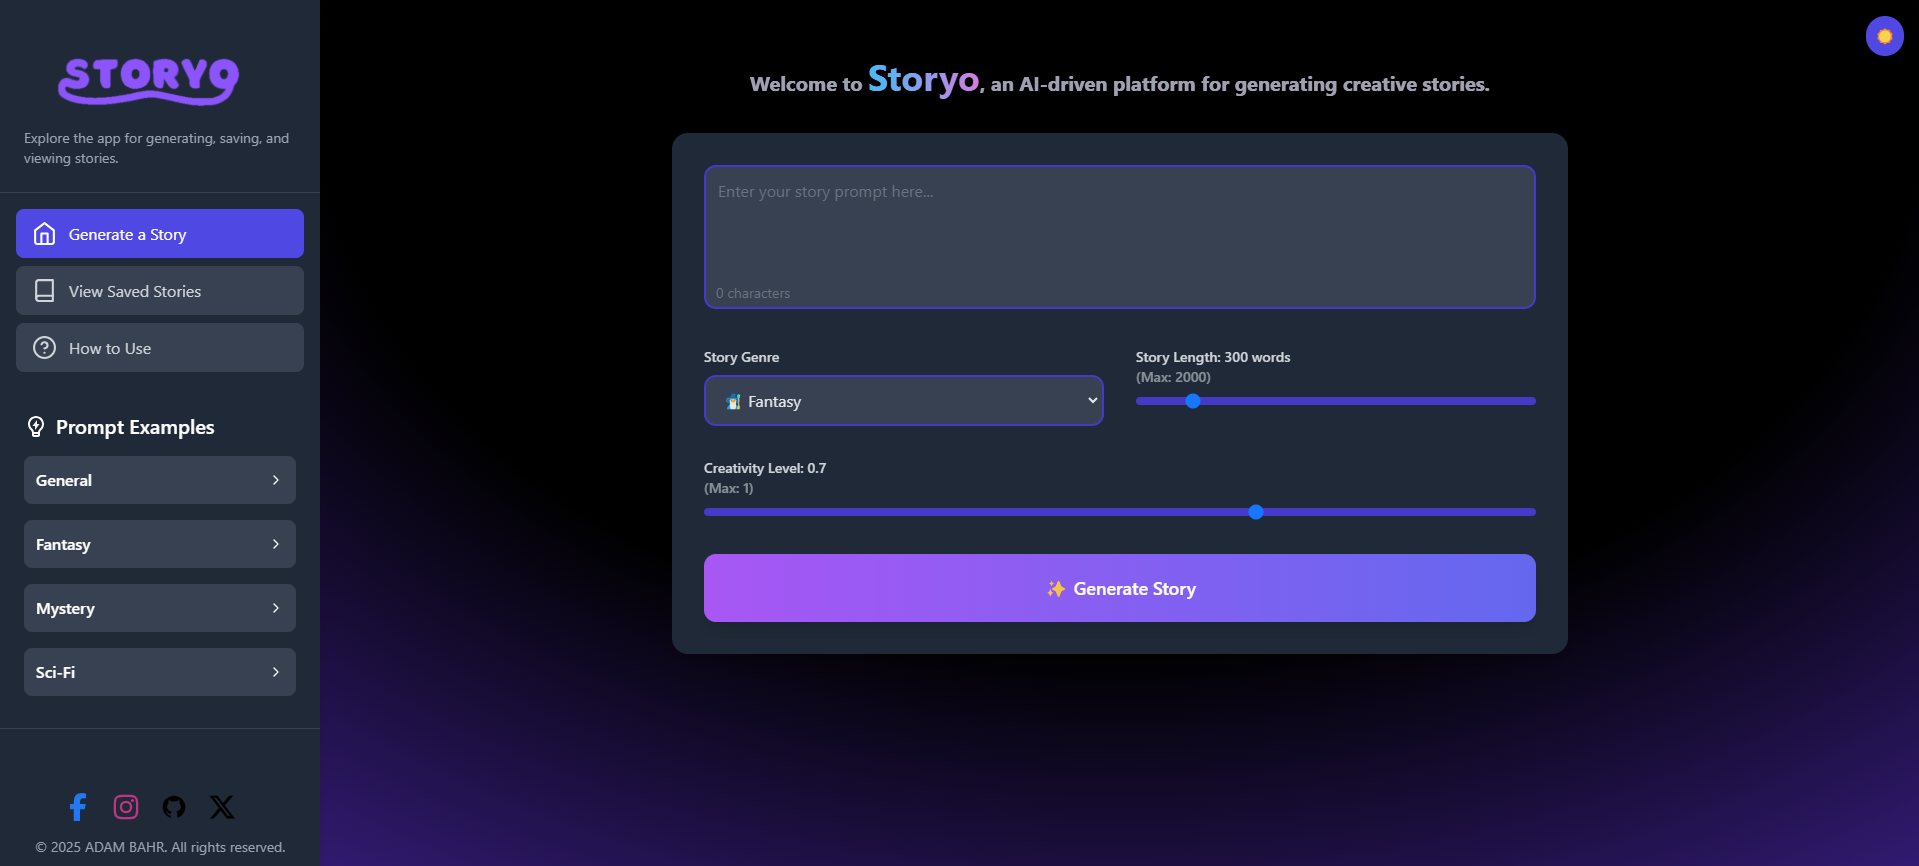 STORYO
Explore the app for generating, saving, and
viewing stories.
Generate a Story
View Saved Stories
How to Use
Prompt Examples
General
Fantasy
Mystery
Sci-Fi
© 2025 ADAM BAHR. All rights reserved.
Welcome to Storyo, an AI-driven platform for generating creative stories.
Enter your story prompt here...
0 characters
Story Genre
Fantasy
Story Length: 300 words
(Max: 2000)
Creativity Level: 0.7
(Max: 1)
✨ Generate Story